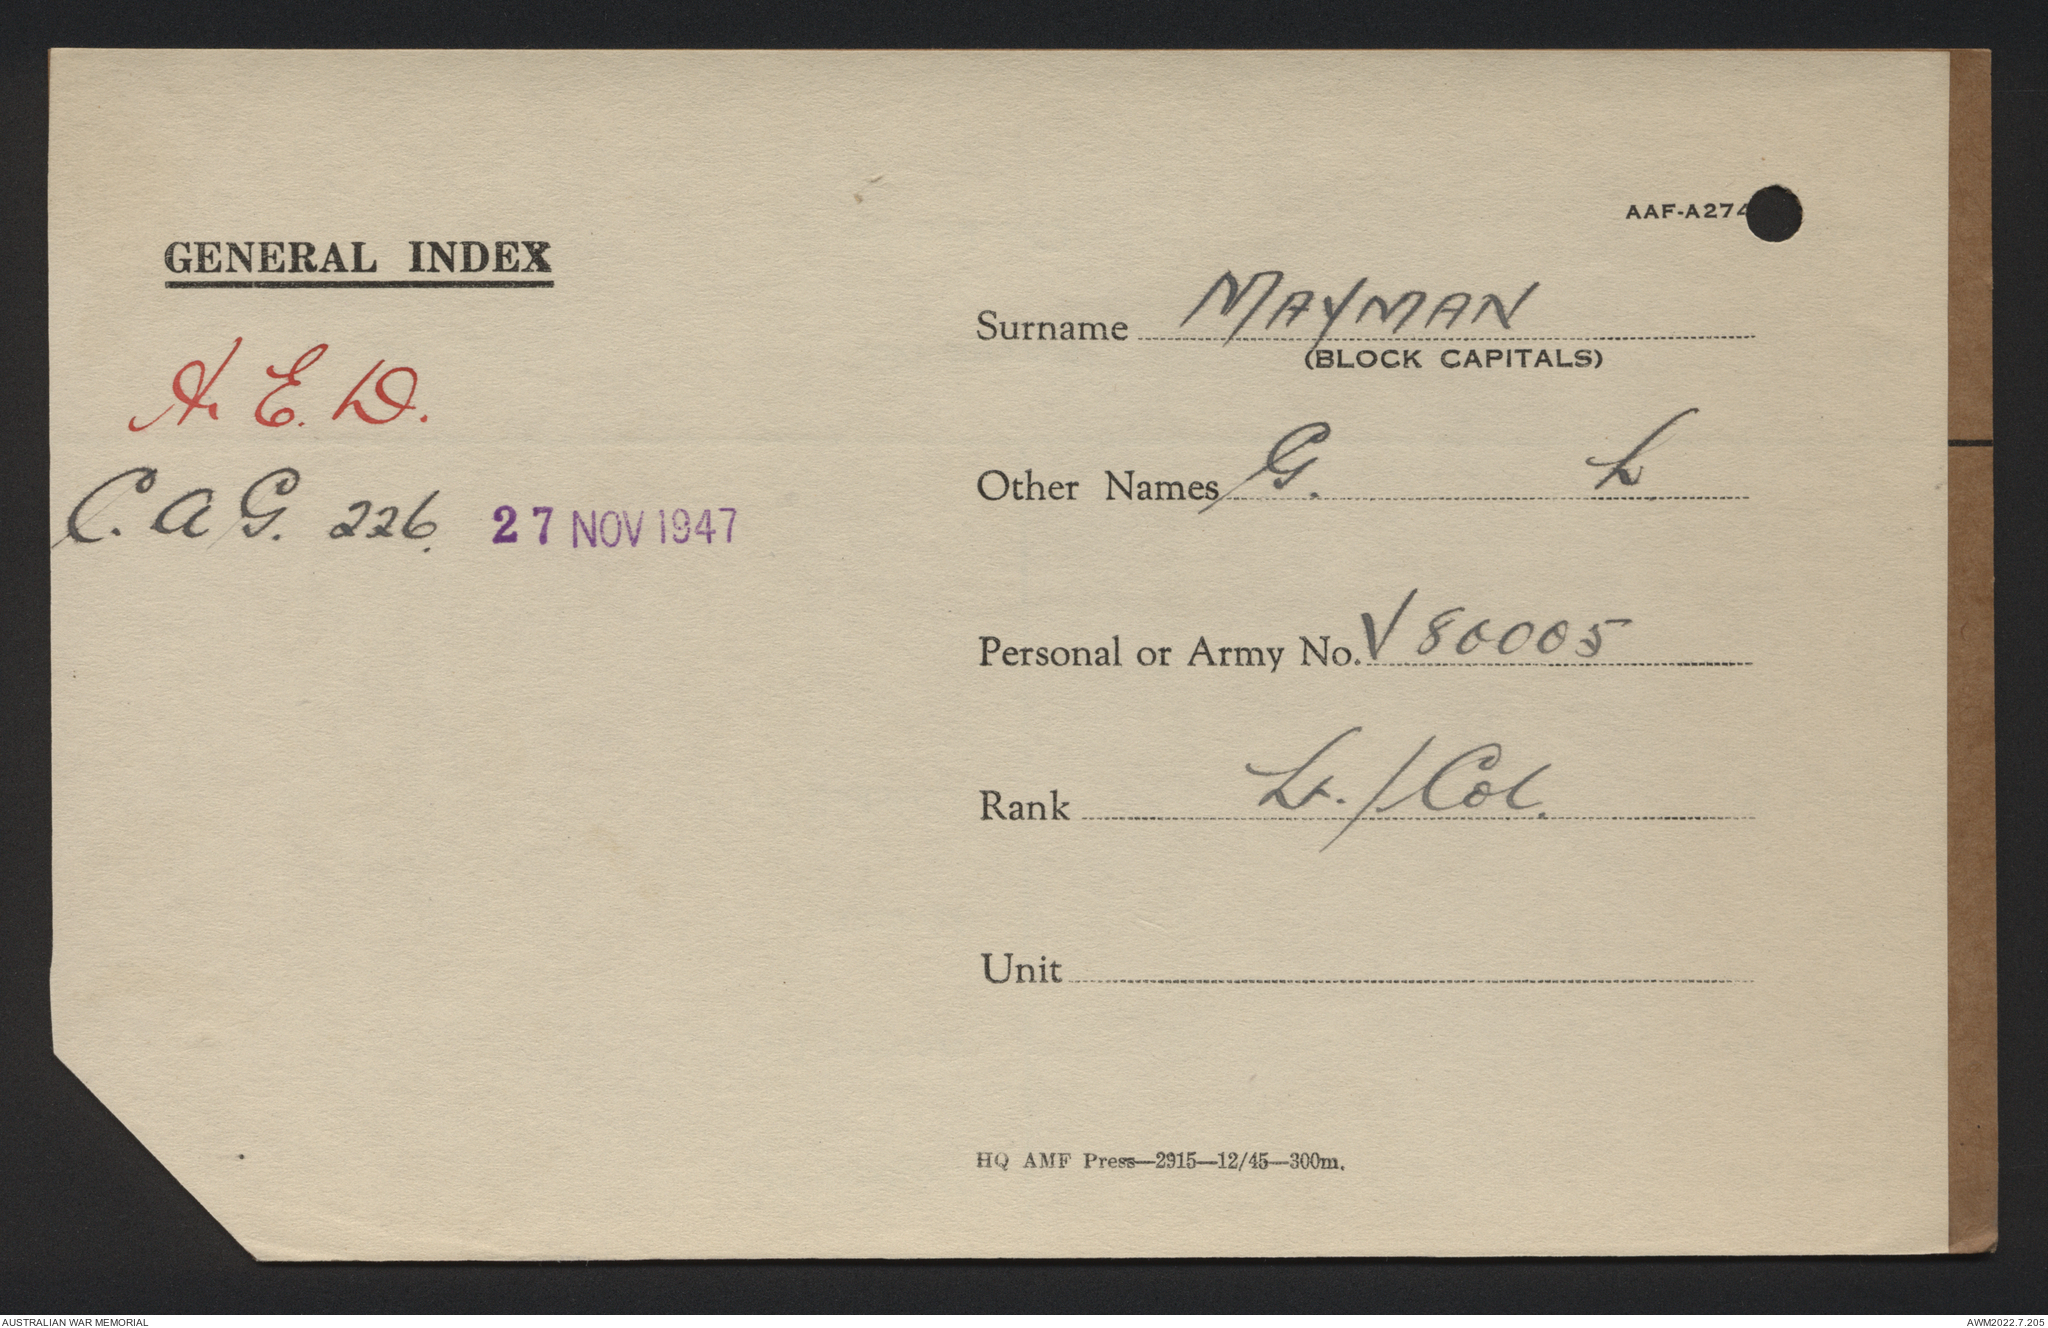 AAF-A274
GENERAL INDEX
Surname MAYMAN
(BLOCK CAPITALS)
A. E. D.
Other Names G. L.
C. A G. 226. 27 NOV 1947
Personal or Army No. V80005
Rank Lt./Col.
Unit
HQ AMF Press—2915—12/45—300m.
AUSTRALIAN WAR MEMORIAL
AWM2022.7.205